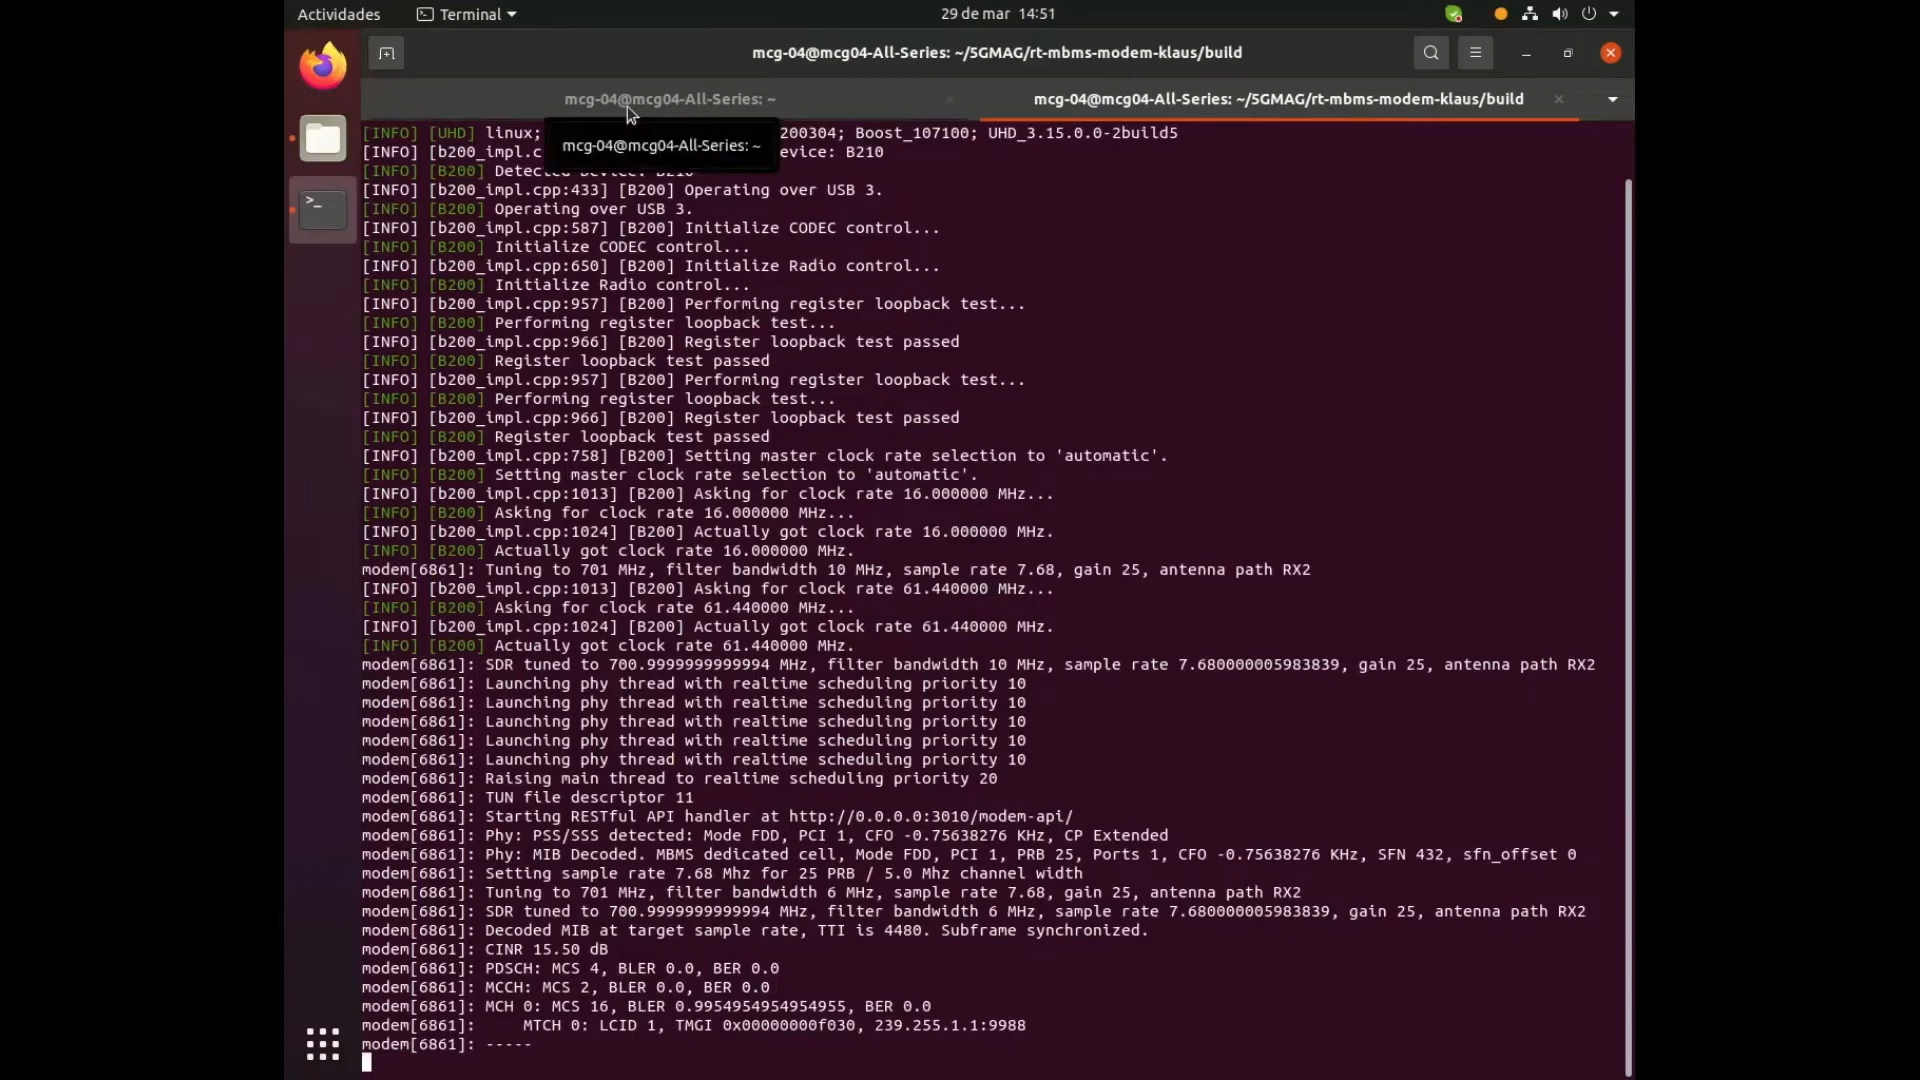 Actividades
Terminal
29 de mar 14:51
mcg-04@mcg04-All-Series: ~/5GMAG/rt-mbms-modem-klaus/build
mcg-04@mcg04-All-Series: ~
mcg-04@mcg04-All-Series: ~/5GMAG/rt-mbms-modem-klaus/build
mcg-04@mcg04-All-Series: ~
[INFO] [UHD] linux; 200304; Boost_107100; UHD_3.15.0.0-2build5
[INFO] [b200_impl.c evice: B210
[INFO] [B200] Detected Device: B210
[INFO] [b200_impl.cpp:433] [B200] Operating over USB 3.
[INFO] [B200] Operating over USB 3.
[INFO] [b200_impl.cpp:587] [B200] Initialize CODEC control...
[INFO] [B200] Initialize CODEC control...
[INFO] [b200_impl.cpp:650] [B200] Initialize Radio control...
[INFO] [B200] Initialize Radio control...
[INFO] [b200_impl.cpp:957] [B200] Performing register loopback test...
[INFO] [B200] Performing register loopback test...
[INFO] [b200_impl.cpp:966] [B200] Register loopback test passed
[INFO] [B200] Register loopback test passed
[INFO] [b200_impl.cpp:957] [B200] Performing register loopback test...
[INFO] [B200] Performing register loopback test...
[INFO] [b200_impl.cpp:966] [B200] Register loopback test passed
[INFO] [B200] Register loopback test passed
[INFO] [b200_impl.cpp:758] [B200] Setting master clock rate selection to 'automatic'.
[INFO] [B200] Setting master clock rate selection to 'automatic'.
[INFO] [b200_impl.cpp:1013] [B200] Asking for clock rate 16.000000 MHz...
[INFO] [B200] Asking for clock rate 16.000000 MHz...
[INFO] [b200_impl.cpp:1024] [B200] Actually got clock rate 16.000000 MHz.
[INFO] [B200] Actually got clock rate 16.000000 MHz.
modem[6861]: Tuning to 701 MHz, filter bandwidth 10 MHz, sample rate 7.68, gain 25, antenna path RX2
[INFO] [b200_impl.cpp:1013] [B200] Asking for clock rate 61.440000 MHz...
[INFO] [B200] Asking for clock rate 61.440000 MHz...
[INFO] [b200_impl.cpp:1024] [B200] Actually got clock rate 61.440000 MHz.
[INFO] [B200] Actually got clock rate 61.440000 MHz.
modem[6861]: SDR tuned to 700.9999999999994 MHz, filter bandwidth 10 MHz, sample rate 7.680000005983839, gain 25, antenna path RX2
modem[6861]: Launching phy thread with realtime scheduling priority 10
modem[6861]: Launching phy thread with realtime scheduling priority 10
modem[6861]: Launching phy thread with realtime scheduling priority 10
modem[6861]: Launching phy thread with realtime scheduling priority 10
modem[6861]: Launching phy thread with realtime scheduling priority 10
modem[6861]: Raising main thread to realtime scheduling priority 20
modem[6861]: TUN file descriptor 11
modem[6861]: Starting RESTful API handler at http://0.0.0.0:3010/modem-api/
modem[6861]: Phy: PSS/SSS detected: Mode FDD, PCI 1, CFO -0.75638276 KHz, CP Extended
modem[6861]: Phy: MIB Decoded. MBMS dedicated cell, Mode FDD, PCI 1, PRB 25, Ports 1, CFO -0.75638276 KHz, SFN 432, sfn_offset 0
modem[6861]: Setting sample rate 7.68 Mhz for 25 PRB / 5.0 Mhz channel width
modem[6861]: Tuning to 701 MHz, filter bandwidth 6 MHz, sample rate 7.68, gain 25, antenna path RX2
modem[6861]: SDR tuned to 700.9999999999994 MHz, filter bandwidth 6 MHz, sample rate 7.680000005983839, gain 25, antenna path RX2
modem[6861]: Decoded MIB at target sample rate, TTI is 4480. Subframe synchronized.
modem[6861]: CINR 15.50 dB
modem[6861]: PDSCH: MCS 4, BLER 0.0, BER 0.0
modem[6861]: MCCH: MCS 2, BLER 0.0, BER 0.0
modem[6861]: MCH 0: MCS 16, BLER 0.9954954954954955, BER 0.0
modem[6861]: MTCH 0: LCID 1, TMGI 0x00000000f030, 239.255.1.1:9988
modem[6861]: -----